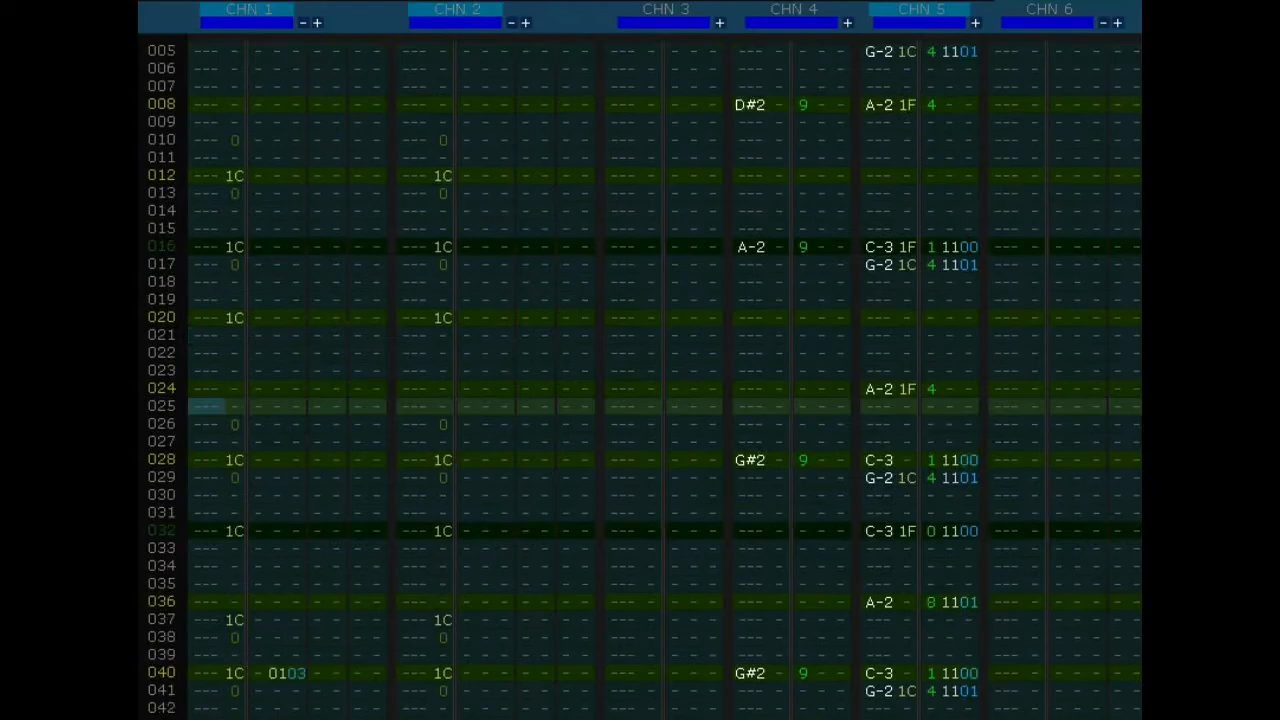 CHN 1 CHN 2 CHN 3 CHN 4 CHN 5 CHN 6
-+ -+ + + + -+
005 G-2 1C 4 1101
006
007
008 D#2 9 A-2 1F 4
009
010 0 0
011
012 1C 1C
013 0 0
014
015
016 1C 1C A-2 9 C-3 1F 1 1100
017 0 0 G-2 1C 4 1101
018
019
020 1C 1C
021
022
023
024 A-2 1F 4
025
026 0 0
027
028 1C 1C G#2 9 C-3 1 1100
029 0 0 G-2 1C 4 1101
030
031
032 1C 1C C-3 1F 0 1100
033
034
035
036 A-2 8 1101
037 1C 1C
038 0 0
039
040 1C 0103 1C G#2 9 C-3 1 1100
041 0 0 G-2 1C 4 1101
042